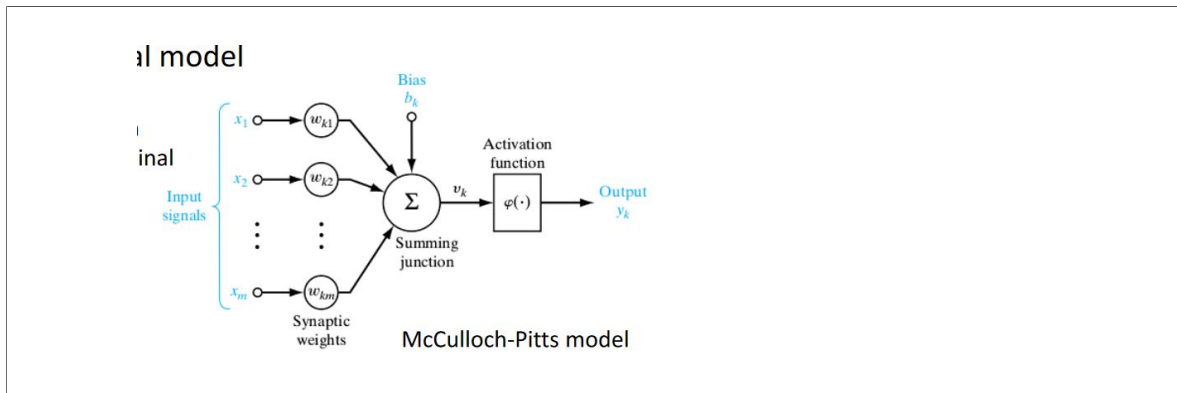 al model
Bias
b_k
x_1
w_k1
Activation
function
inal
x_2
w_k2
Input
signals
Σ
v_k
φ(·)
Output
y_k
Summing
junction
x_m
w_km
Synaptic
weights
McCulloch-Pitts model